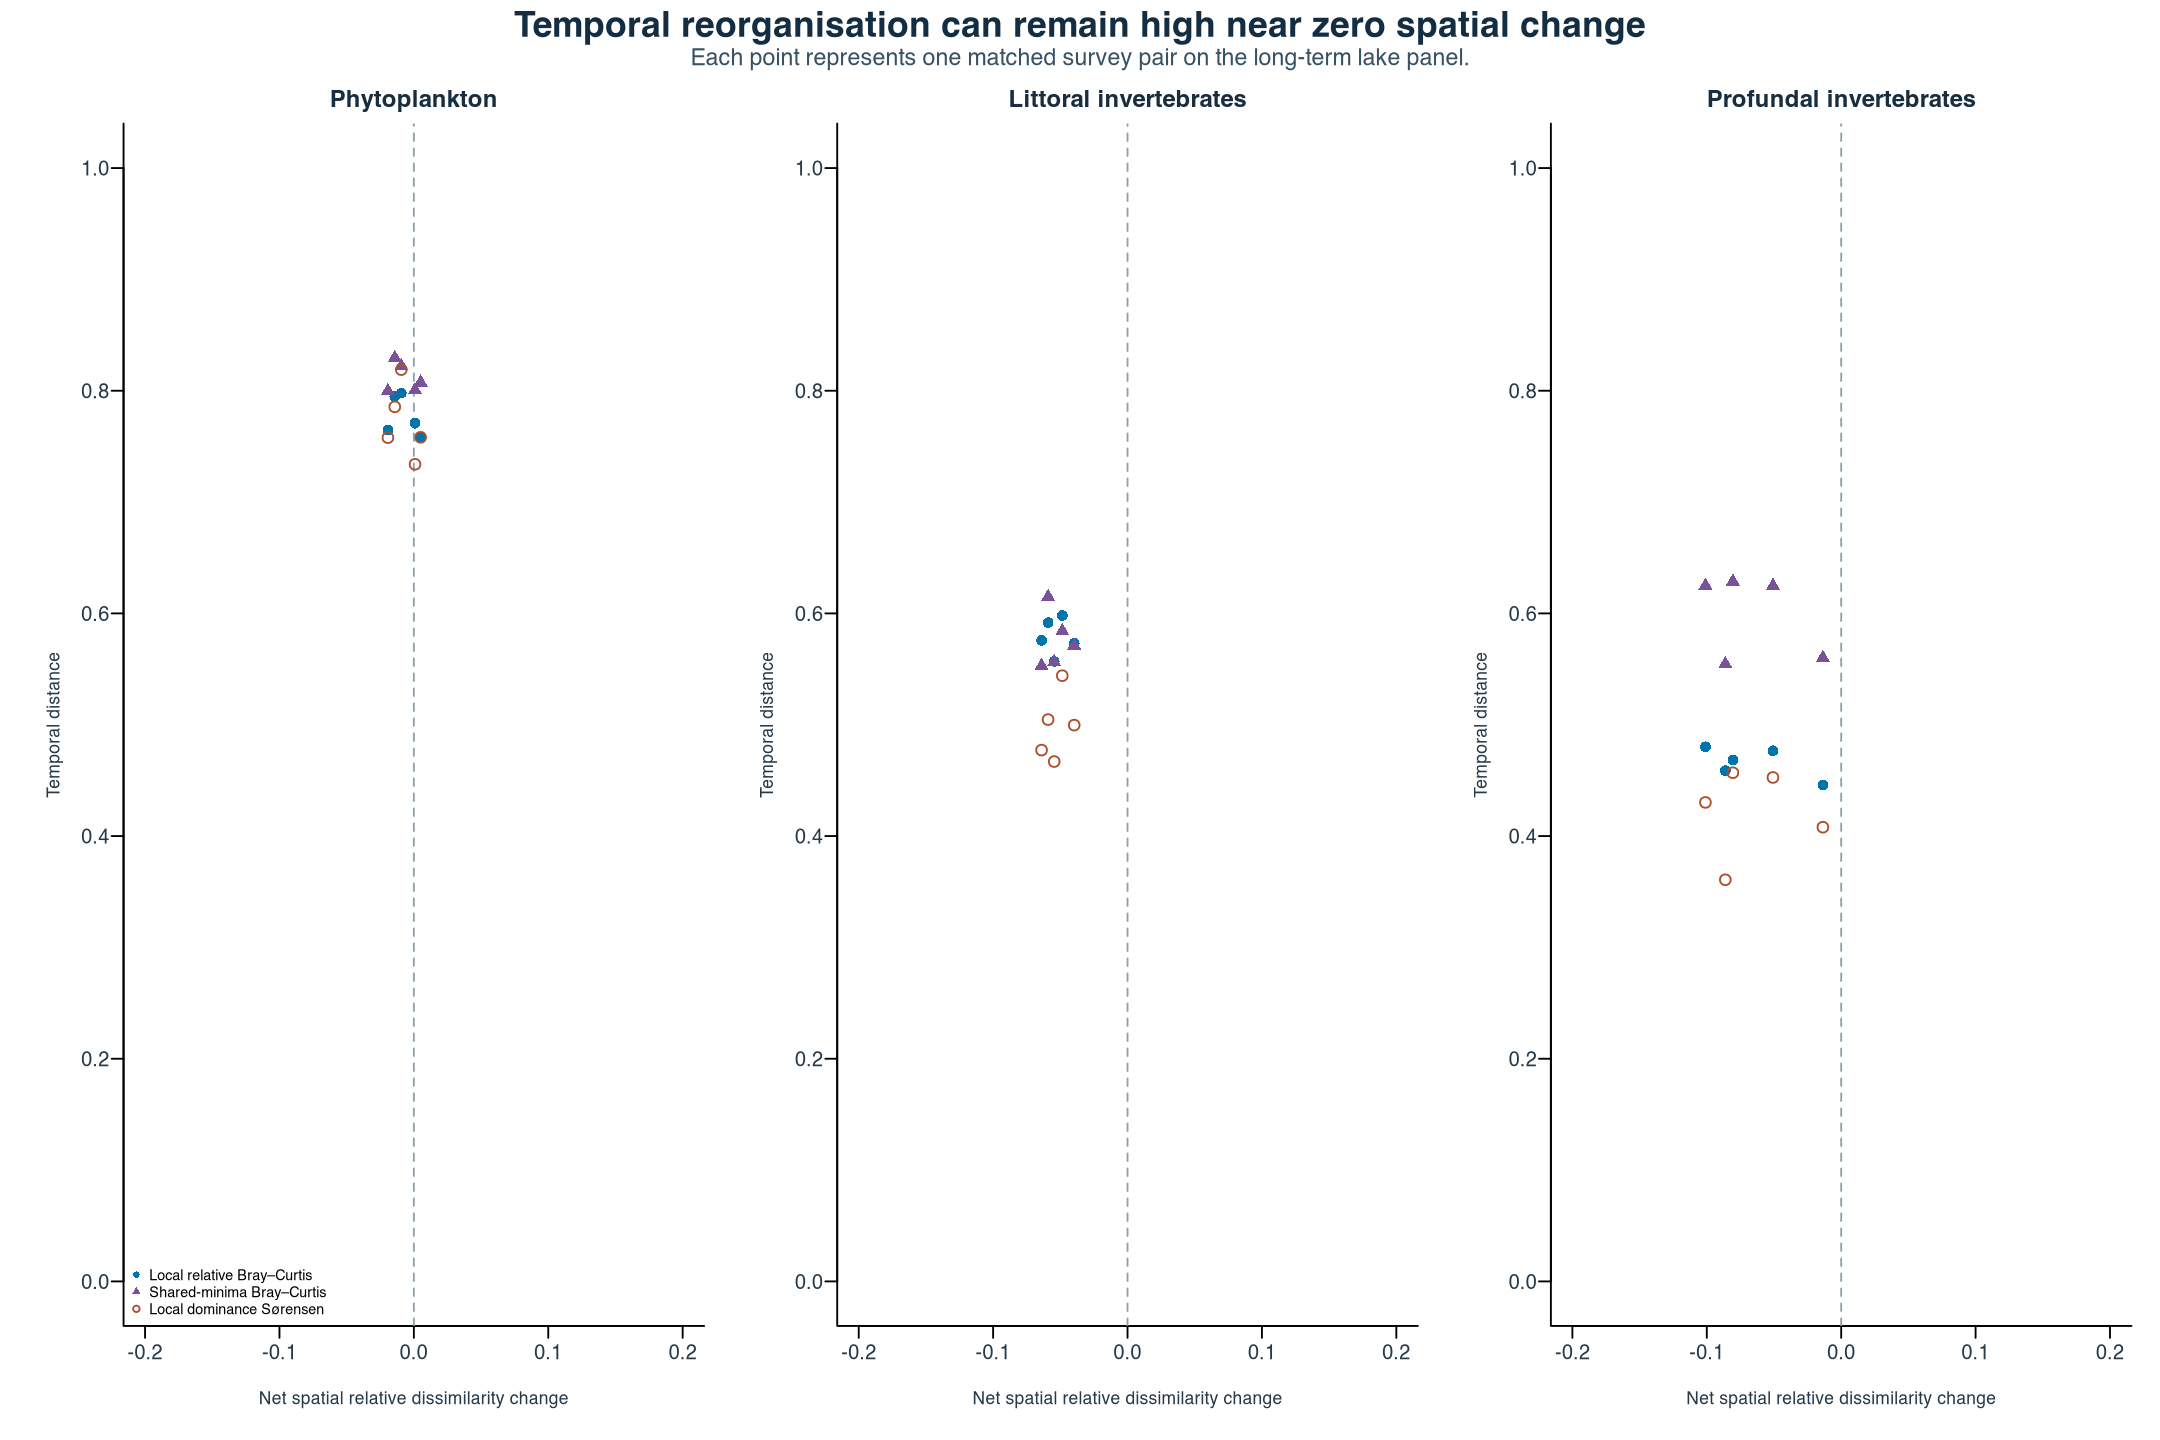 Temporal reorganisation can remain high near zero spatial change
Each point represents one matched survey pair on the long-term lake panel.
Phytoplankton
1.0
0.8
0.6
0.4
0.2
0.0
Temporal distance
Local relative Bray–Curtis
Shared-minima Bray–Curtis
Local dominance Sørensen
-0.2 -0.1 0.0 0.1 0.2
Net spatial relative dissimilarity change
Littoral invertebrates
1.0
0.8
0.6
0.4
0.2
0.0
Temporal distance
-0.2 -0.1 0.0 0.1 0.2
Net spatial relative dissimilarity change
Profundal invertebrates
1.0
0.8
0.6
0.4
0.2
0.0
Temporal distance
-0.2 -0.1 0.0 0.1 0.2
Net spatial relative dissimilarity change